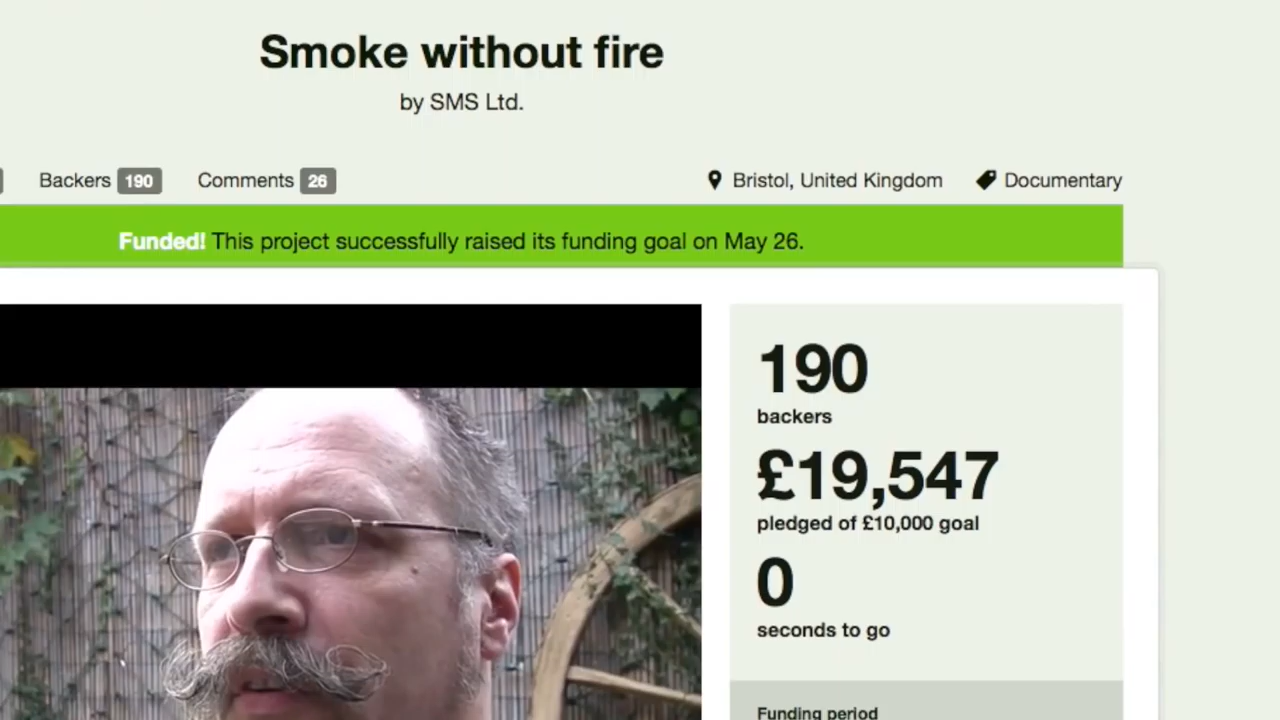 Smoke without fire
by SMS Ltd.
Backers 190 Comments 26 Bristol, United Kingdom Documentary
Funded! This project successfully raised its funding goal on May 26.
190
backers
£19,547
pledged of £10,000 goal
0
seconds to go
Funding period